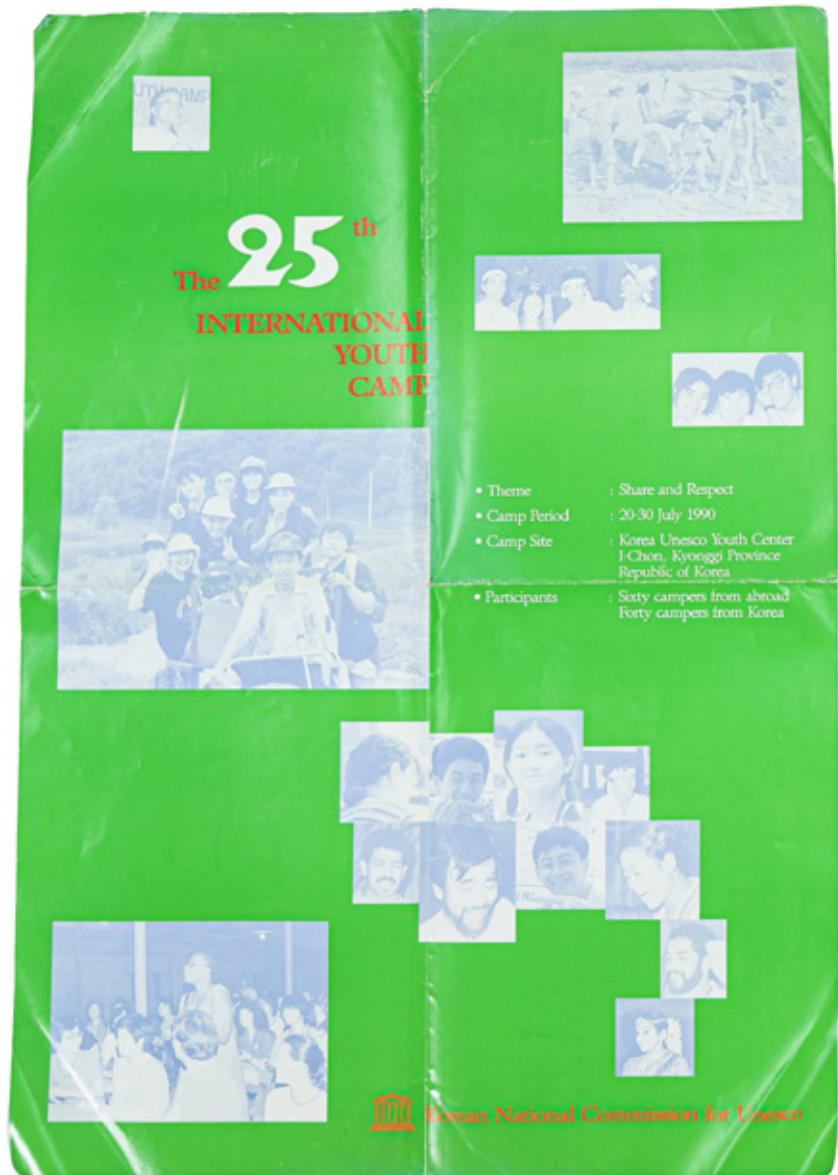 UTH CAMP
The 25th
INTERNATIONAL
YOUTH
CAMP
• Theme : Share and Respect
• Camp Period : 20-30 July 1990
• Camp Site : Korea Unesco Youth Center
I-Chon, Kyonggi Province
Republic of Korea
• Participants : Sixty campers from abroad
Forty campers from Korea
Korean National Commission for Unesco